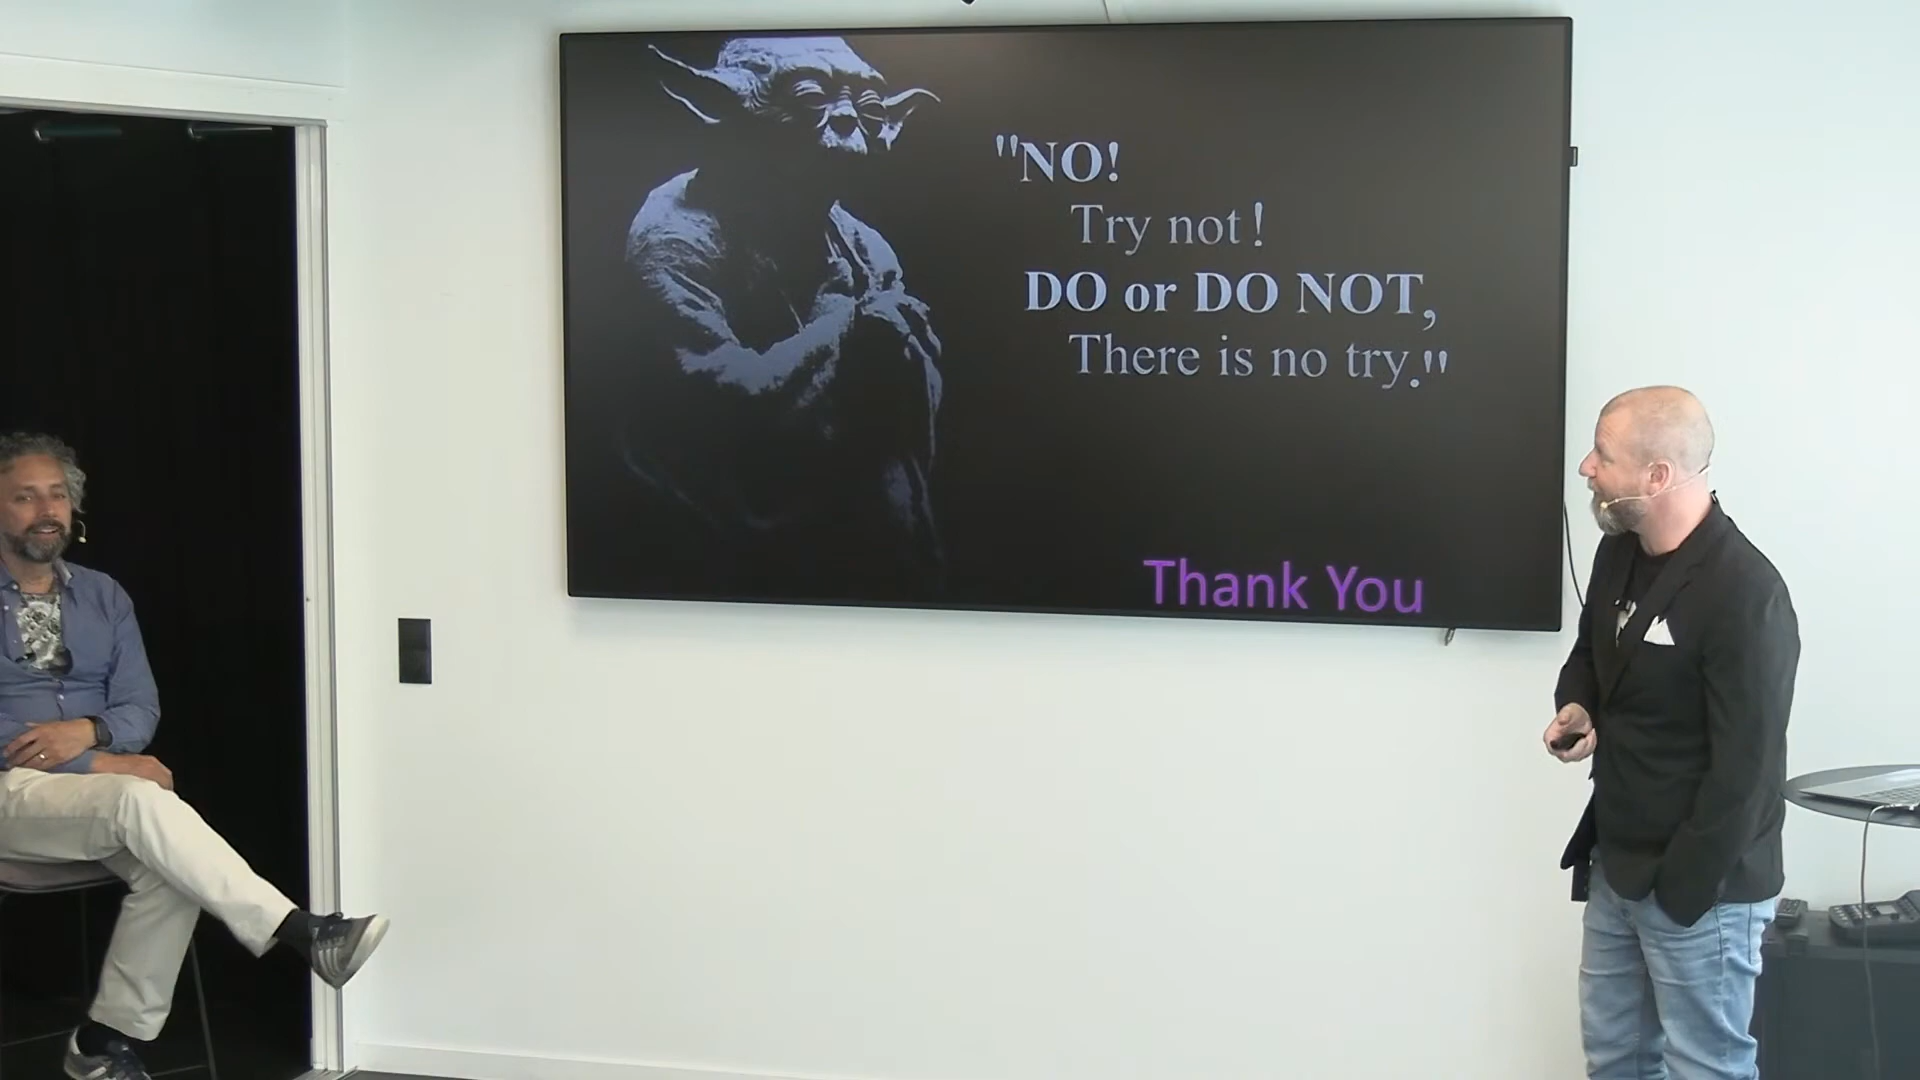 "NO!
Try not!
DO or DO NOT,
There is no try."
Thank You